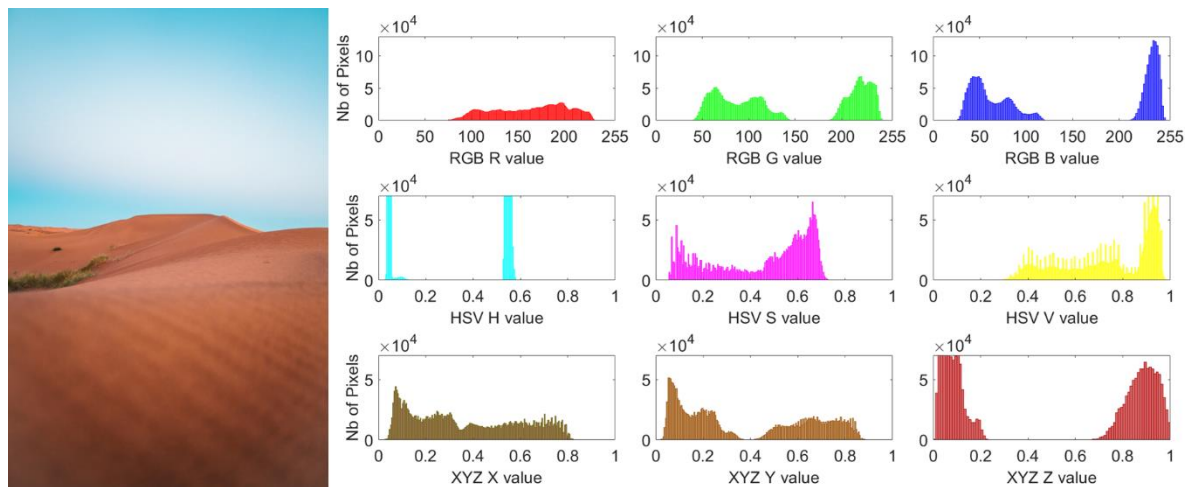 ×10⁴ ×10⁴ ×10⁴
Nb of Pixels
10 10 10
5 5 5
0 0 0
0 50 100 150 200 255 0 50 100 150 200 255 0 50 100 150 200 255
RGB R value RGB G value RGB B value
×10⁴ ×10⁴ ×10⁴
Nb of Pixels
5 5 5
0 0 0
0 0.2 0.4 0.6 0.8 1 0 0.2 0.4 0.6 0.8 1 0 0.2 0.4 0.6 0.8 1
HSV H value HSV S value HSV V value
×10⁴ ×10⁴ ×10⁴
Nb of Pixels
5 5 5
0 0 0
0 0.2 0.4 0.6 0.8 1 0 0.2 0.4 0.6 0.8 1 0 0.2 0.4 0.6 0.8 1
XYZ X value XYZ Y value XYZ Z value